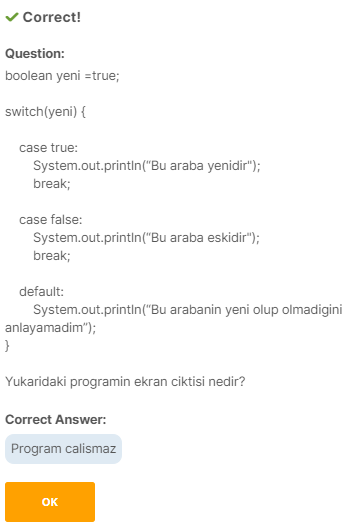 Correct!
Question:
boolean yeni =true;
switch(yeni) {
case true:
System.out.println("Bu araba yenidir");
break;
case false:
System.out.println("Bu araba eskidir");
break;
default:
System.out.println("Bu arabanin yeni olup olmadigini
anlayamadim");
}
Yukaridaki programin ekran ciktisi nedir?
Correct Answer:
Program calismaz
OK